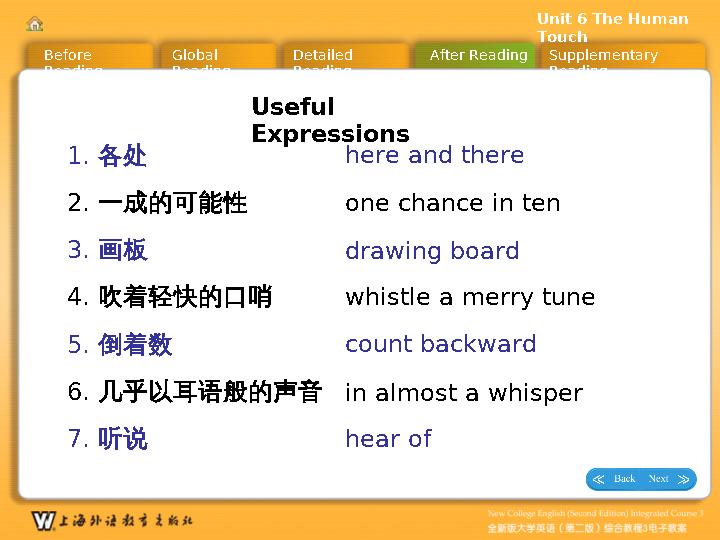 Unit 6 The Human
Touch
Before
Reading
Global
Reading
Detailed
Reading
After Reading
Supplementary
Reading
Useful
Expressions
1. 各处 here and there
2. 一成的可能性 one chance in ten
3. 画板 drawing board
4. 吹着轻快的口哨 whistle a merry tune
5. 倒着数 count backward
6. 几乎以耳语般的声音 in almost a whisper
7. 听说 hear of
Back Next
上海外语教育出版社
New College English (Second Edition) Integrated Course 3
全新版大学英语（第二版）综合教程3电子教案